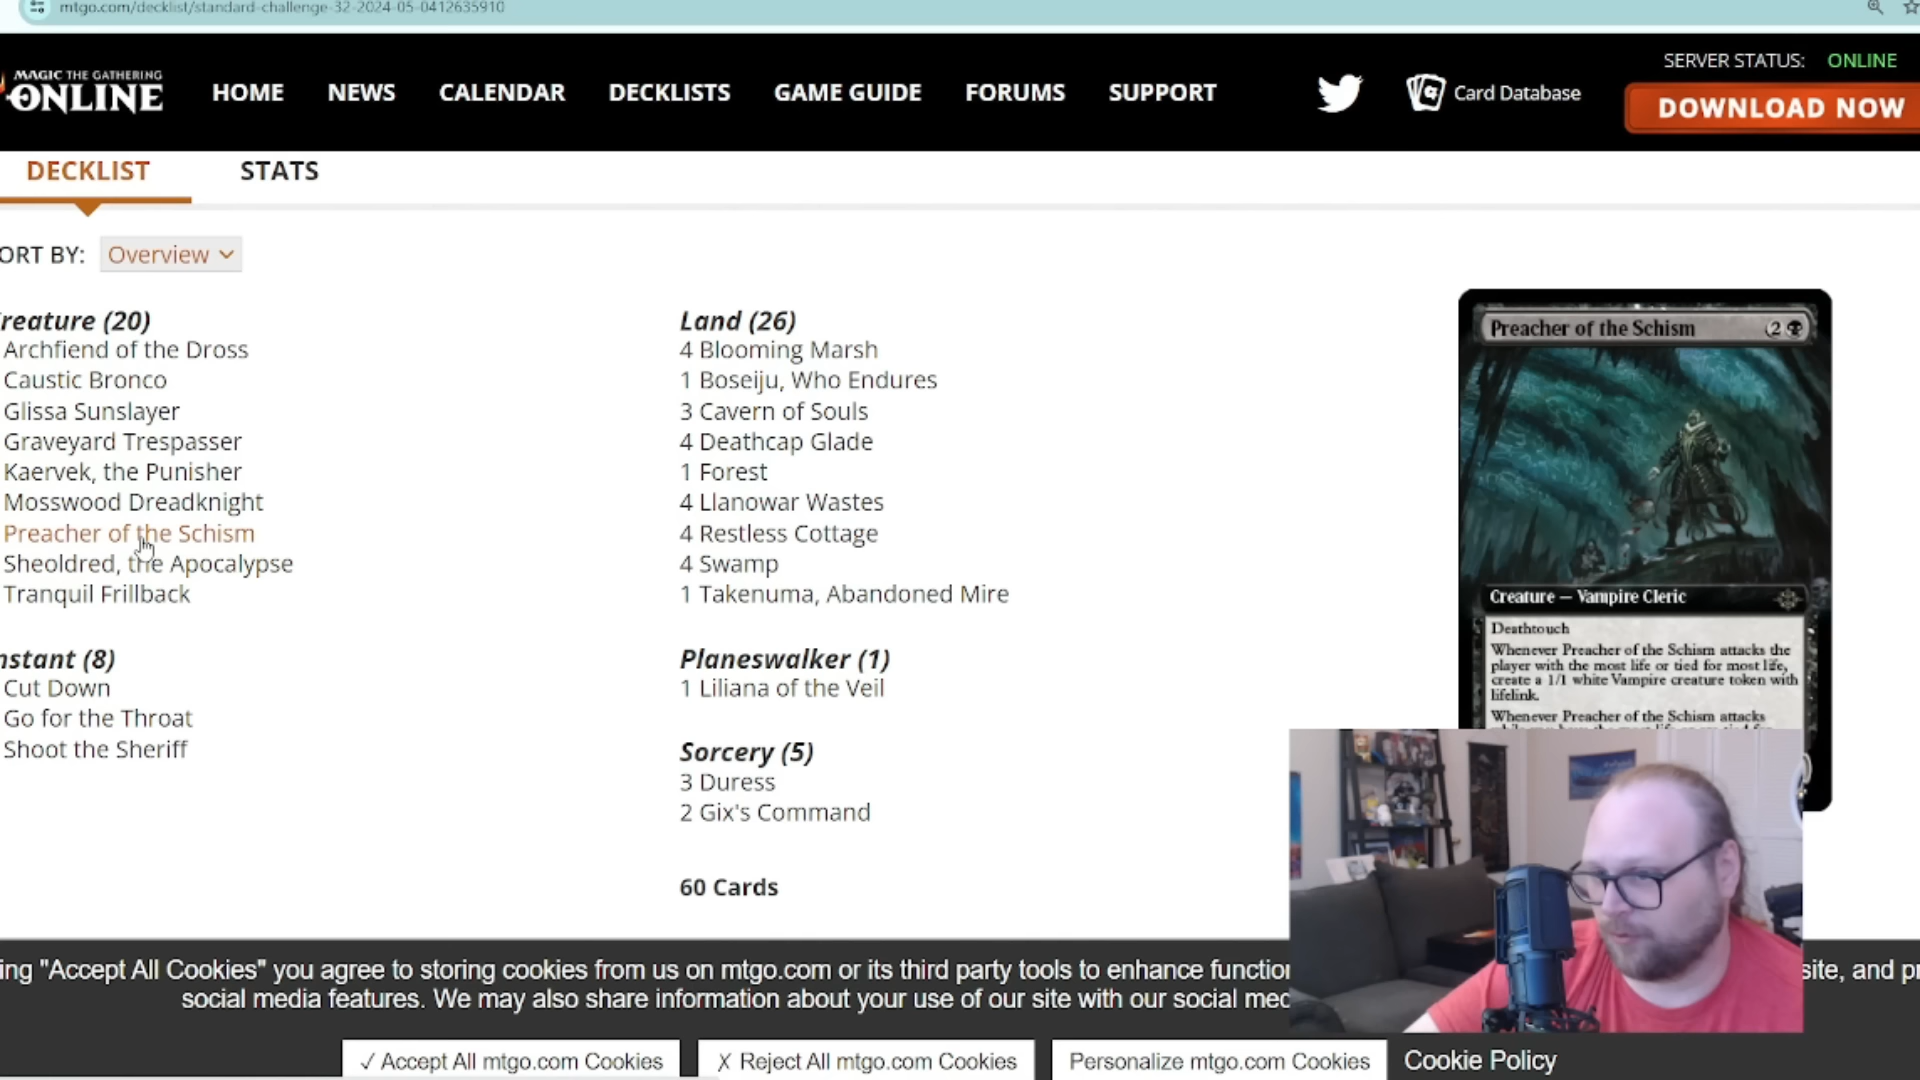 mtgo.com/decklist/standard-challenge-32-2024-05-0412635910
MAGIC THE GATHERING
ONLINE
HOME
NEWS
CALENDAR
DECKLISTS
GAME GUIDE
FORUMS
SUPPORT
Card Database
SERVER STATUS: ONLINE
DOWNLOAD NOW
DECKLIST
STATS
ORT BY: Overview
reature (20)
Archfiend of the Dross
Caustic Bronco
Glissa Sunslayer
Graveyard Trespasser
Kaervek, the Punisher
Mosswood Dreadknight
Preacher of the Schism
Sheoldred, the Apocalypse
Tranquil Frillback
nstant (8)
Cut Down
Go for the Throat
Shoot the Sheriff
Land (26)
4 Blooming Marsh
1 Boseiju, Who Endures
3 Cavern of Souls
4 Deathcap Glade
1 Forest
4 Llanowar Wastes
4 Restless Cottage
4 Swamp
1 Takenuma, Abandoned Mire
Planeswalker (1)
1 Liliana of the Veil
Sorcery (5)
3 Duress
2 Gix's Command
60 Cards
Preacher of the Schism 2
Creature — Vampire Cleric
Deathtouch
Whenever Preacher of the Schism attacks the
player with the most life or tied for most life,
create a 1/1 white Vampire creature token with
lifelink.
Whenever Preacher of the Schism attacks
ing "Accept All Cookies" you agree to storing cookies from us on mtgo.com or its third party tools to enhance function site, and pr
social media features. We may also share information about your use of our site with our social med
✓ Accept All mtgo.com Cookies
X Reject All mtgo.com Cookies
Personalize mtgo.com Cookies
Cookie Policy